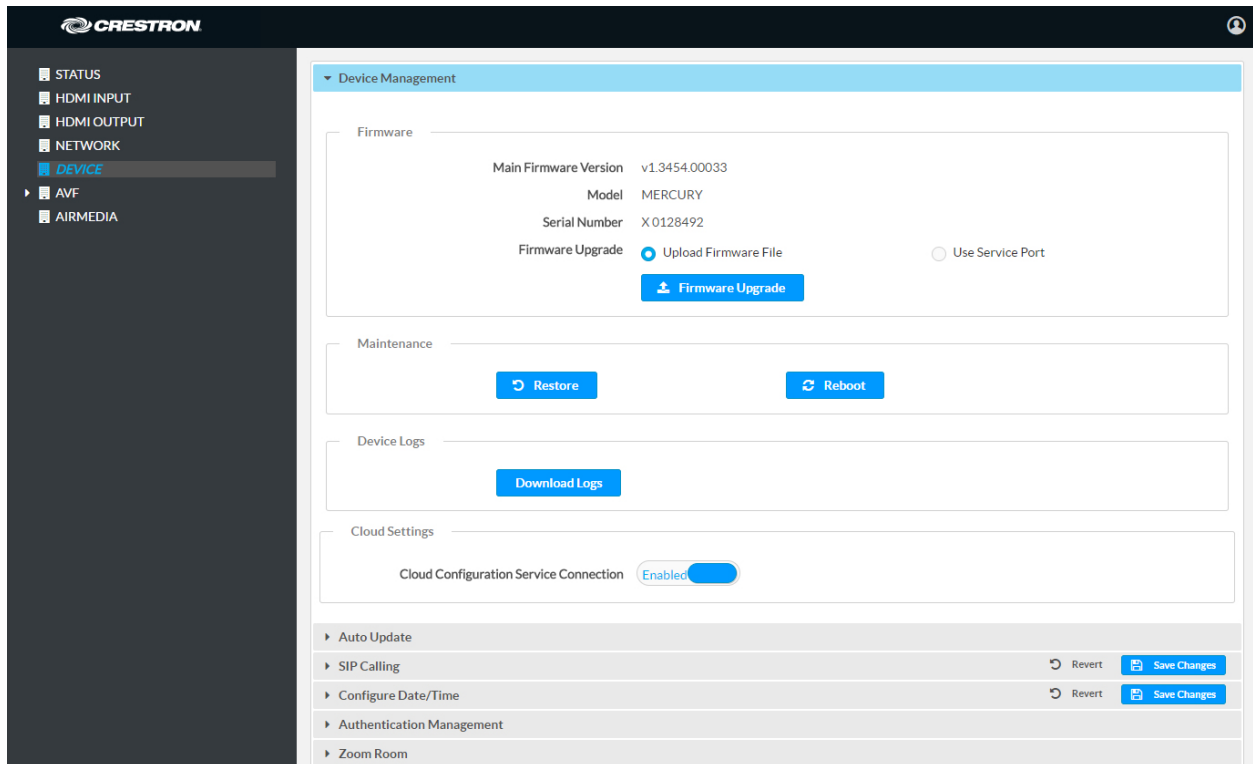 CRESTRON
STATUS
HDMI INPUT
HDMI OUTPUT
NETWORK
DEVICE
AVF
AIRMEDIA
Device Management
Firmware
Main Firmware Version v1.3454.00033
Model MERCURY
Serial Number X 0128492
Firmware Upgrade Upload Firmware File Use Service Port
Firmware Upgrade
Maintenance
Restore Reboot
Device Logs
Download Logs
Cloud Settings
Cloud Configuration Service Connection Enabled
Auto Update
SIP Calling Revert Save Changes
Configure Date/Time Revert Save Changes
Authentication Management
Zoom Room